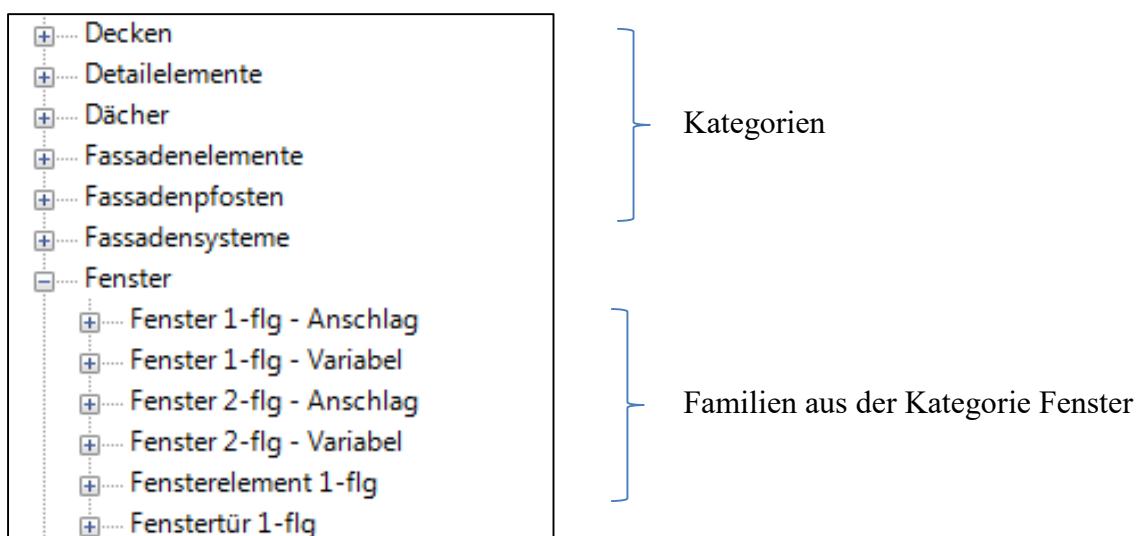 Decken
Detailelemente
Dächer
Fassadenelemente
Fassadenpfosten
Fassadensysteme
Fenster
Fenster 1-flg - Anschlag
Fenster 1-flg - Variabel
Fenster 2-flg - Anschlag
Fenster 2-flg - Variabel
Fensterelement 1-flg
Fenstertür 1-flg
Kategorien
Familien aus der Kategorie Fenster